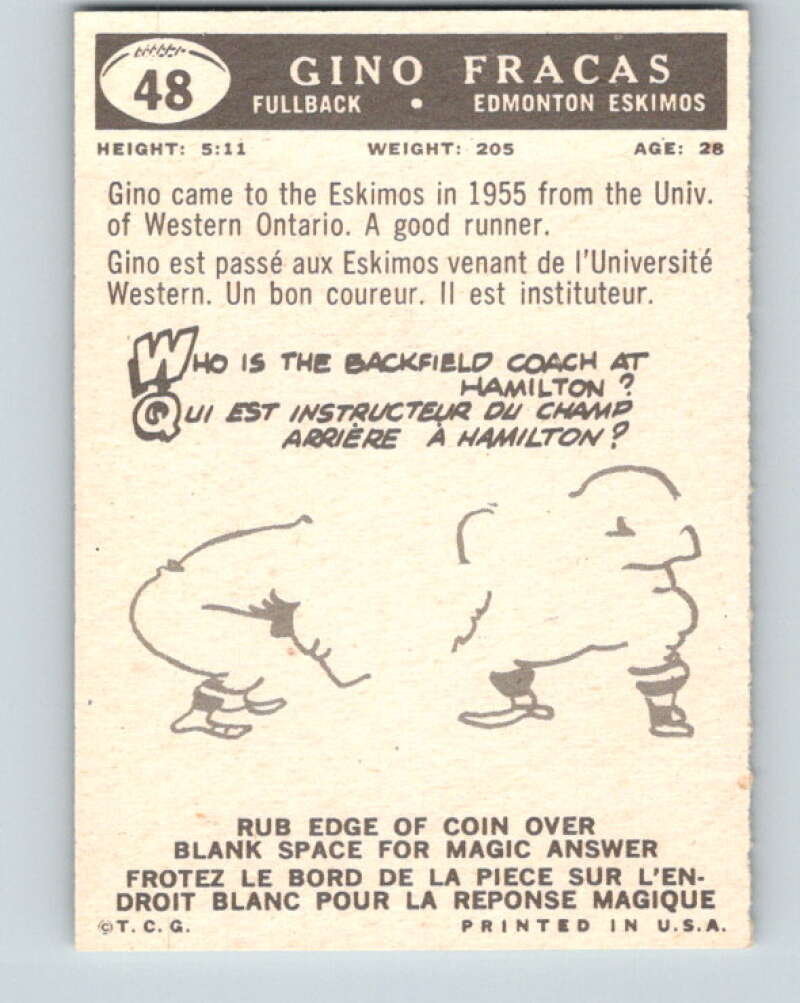 48
GINO FRACAS
FULLBACK • EDMONTON ESKIMOS
HEIGHT: 5:11 WEIGHT: 205 AGE: 28
Gino came to the Eskimos in 1955 from the Univ.
of Western Ontario. A good runner.
Gino est passé aux Eskimos venant de l'Université
Western. Un bon coureur. Il est instituteur.
WHO IS THE BACKFIELD COACH AT
HAMILTON?
QUI EST INSTRUCTEUR DU CHAMP
ARRIÈRE À HAMILTON?
RUB EDGE OF COIN OVER
BLANK SPACE FOR MAGIC ANSWER
FROTEZ LE BORD DE LA PIECE SUR L'EN-
DROIT BLANC POUR LA REPONSE MAGIQUE
©T.C.G. PRINTED IN U.S.A.